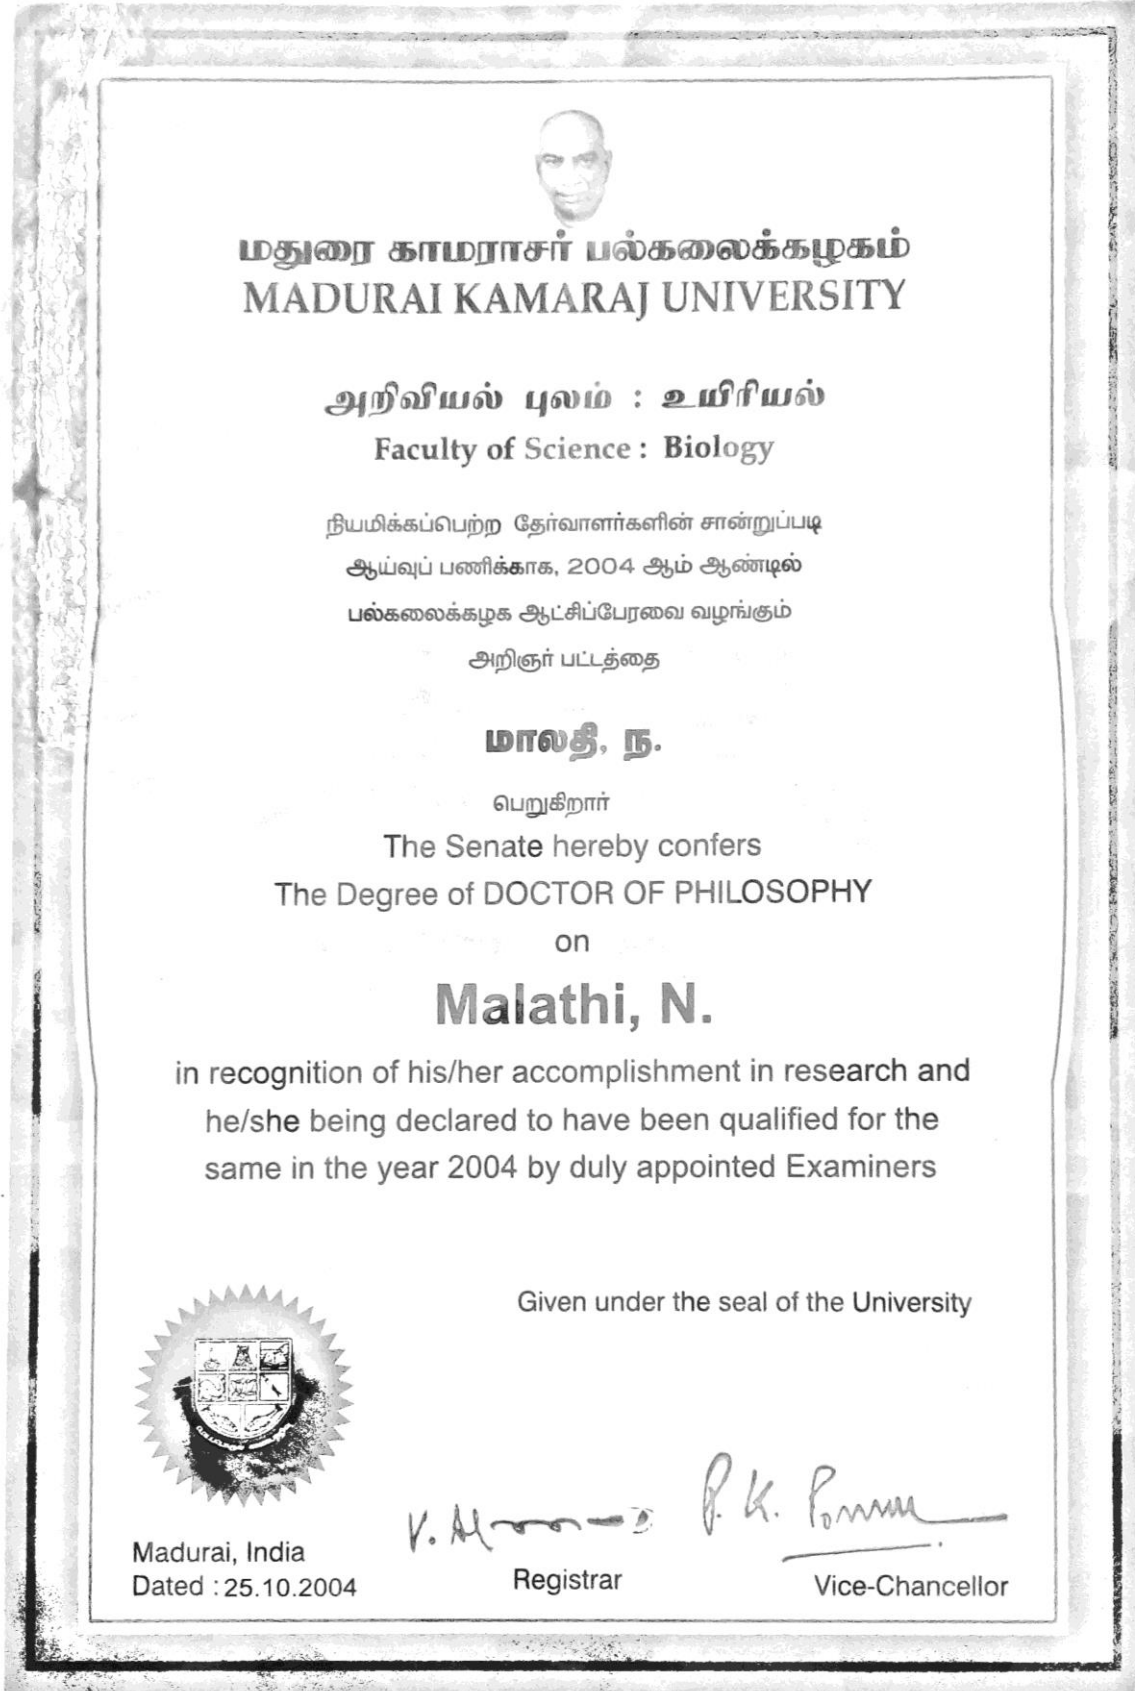 மதுரை காமராசர் பல்கலைக்கழகம்
MADURAI KAMARAJ UNIVERSITY
அறிவியல் புலம் : உயிரியல்
Faculty of Science : Biology
நியமிக்கப்பெற்ற தேர்வாளர்களின் சான்றுப்படி
ஆய்வுப் பணிக்காக, 2004 ஆம் ஆண்டில்
பல்கலைக்கழக ஆட்சிப்பேரவை வழங்கும்
அறிஞர் பட்டத்தை
மாலதி, ந.
பெறுகிறார்
The Senate hereby confers
The Degree of DOCTOR OF PHILOSOPHY
on
Malathi, N.
in recognition of his/her accomplishment in research and
he/she being declared to have been qualified for the
same in the year 2004 by duly appointed Examiners
Given under the seal of the University
Madurai, India
Dated : 25.10.2004
Registrar
Vice-Chancellor